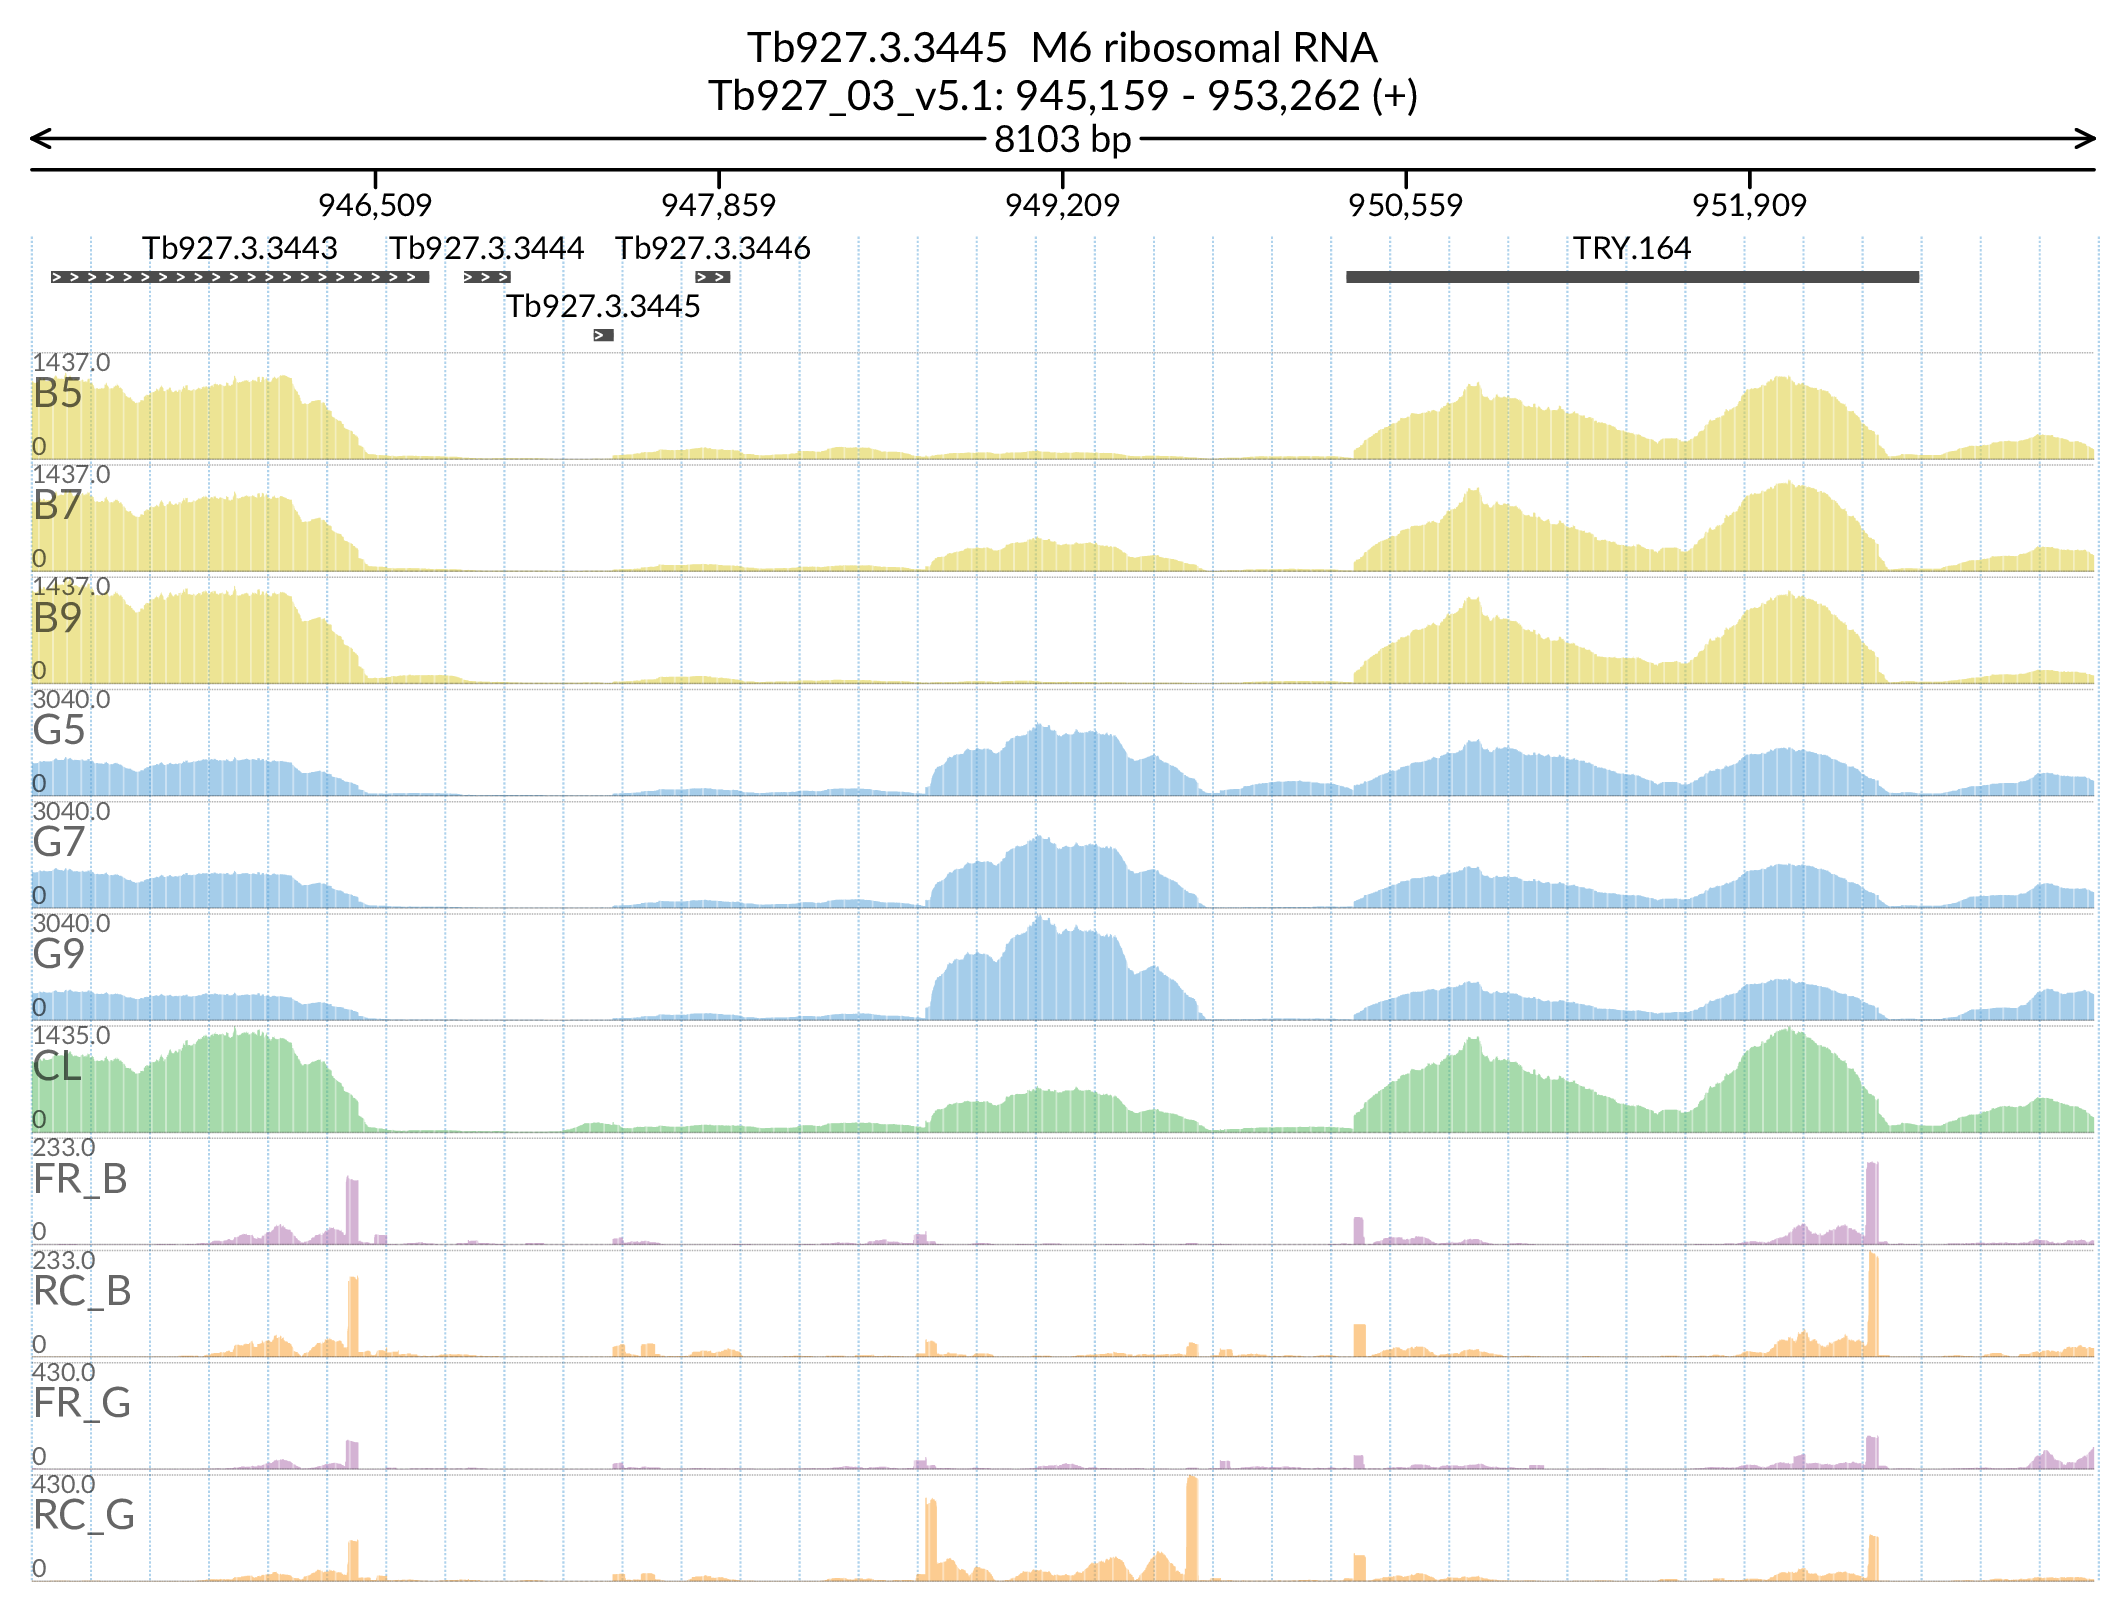 Tb927.3.3445  M6 ribosomal RNA
Tb927_03_v5.1: 945,159 - 953,262 (+)
8103 bp
946,509 947,859 949,209 950,559 951,909
Tb927.3.3443 Tb927.3.3444 Tb927.3.3446 TRY.164
Tb927.3.3445
1437.0
B5
0
1437.0
B7
0
1437.0
B9
0
3040.0
G5
0
3040.0
G7
0
3040.0
G9
0
1435.0
CL
0
233.0
FR_B
0
233.0
RC_B
0
430.0
FR_G
0
430.0
RC_G
0